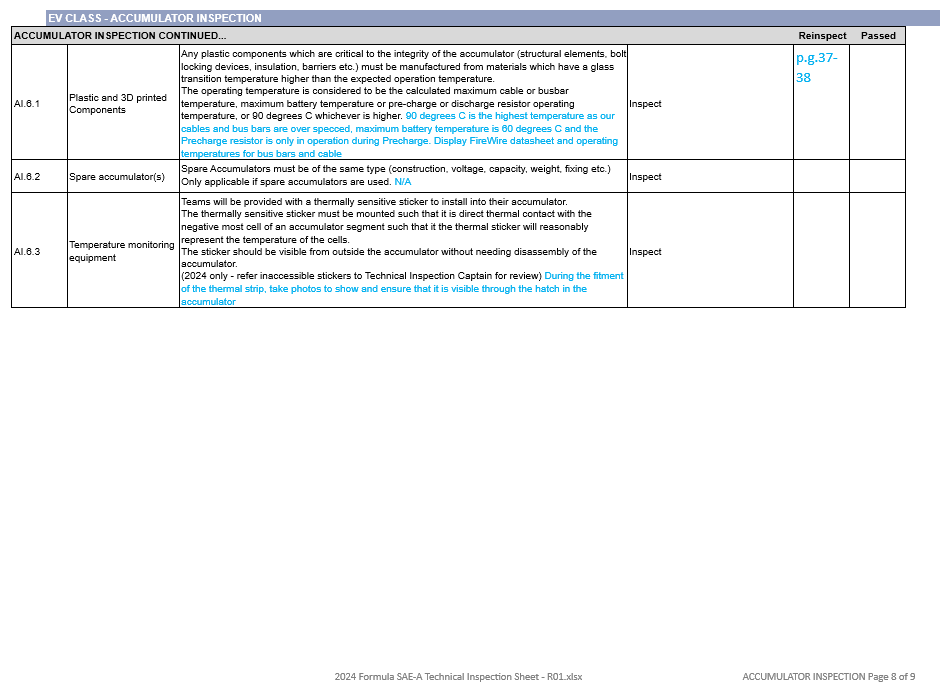 EV CLASS - ACCUMULATOR INSPECTION
ACCUMULATOR INSPECTION CONTINUED... Reinspect Passed
AI.6.1
Plastic and 3D printed
Components
Any plastic components which are critical to the integrity of the accumulator (structural elements, bolt
locking devices, insulation, barriers etc.) must be manufactured from materials which have a glass
transition temperature higher than the expected operation temperature.
The operating temperature is considered to be the calculated maximum cable or busbar
temperature, maximum battery temperature or pre-charge or discharge resistor operating
temperature, or 90 degrees C whichever is higher. 90 degrees C is the highest temperature as our
cables and bus bars are over specced, maximum battery temperature is 60 degrees C and the
Precharge resistor is only in operation during Precharge. Display FireWire datasheet and operating
temperatures for bus bars and cable
Inspect
p.g.37-
38
AI.6.2
Spare accumulator(s)
Spare Accumulators must be of the same type (construction, voltage, capacity, weight, fixing etc.)
Only applicable if spare accumulators are used. N/A
Inspect
AI.6.3
Temperature monitoring
equipment
Teams will be provided with a thermally sensitive sticker to install into their accumulator.
The thermally sensitive sticker must be mounted such that it is direct thermal contact with the
negative most cell of an accumulator segment such that it the thermal sticker will reasonably
represent the temperature of the cells.
The sticker should be visible from outside the accumulator without needing disassembly of the
accumulator.
(2024 only - refer inaccessible stickers to Technical Inspection Captain for review) During the fitment
of the thermal strip, take photos to show and ensure that it is visible through the hatch in the
accumulator
Inspect
2024 Formula SAE-A Technical Inspection Sheet - R01.xlsx
ACCUMULATOR INSPECTION Page 8 of 9